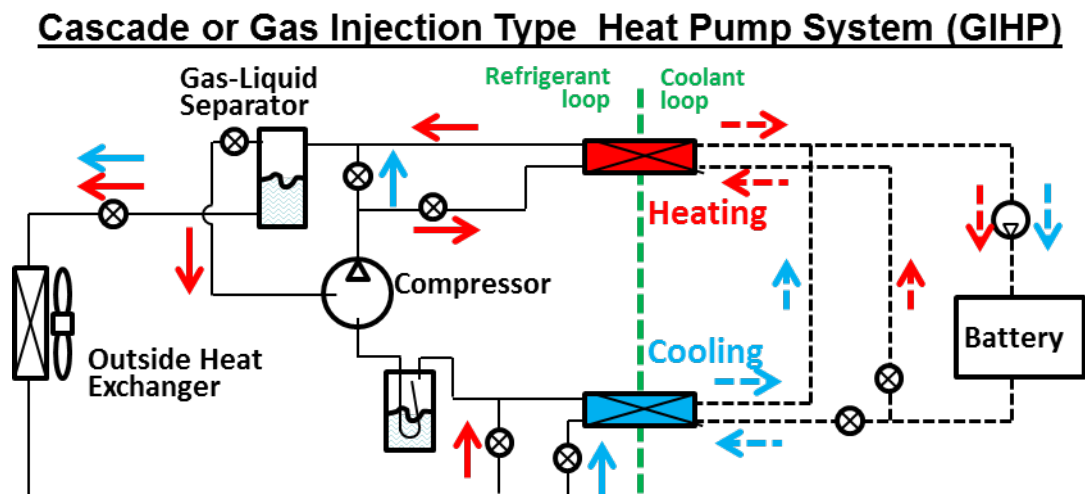 Cascade or Gas Injection Type  Heat Pump System (GIHP)
Gas-Liquid
Separator
Refrigerant
loop
Coolant
loop
Heating
Compressor
Outside Heat
Exchanger
Cooling
Battery